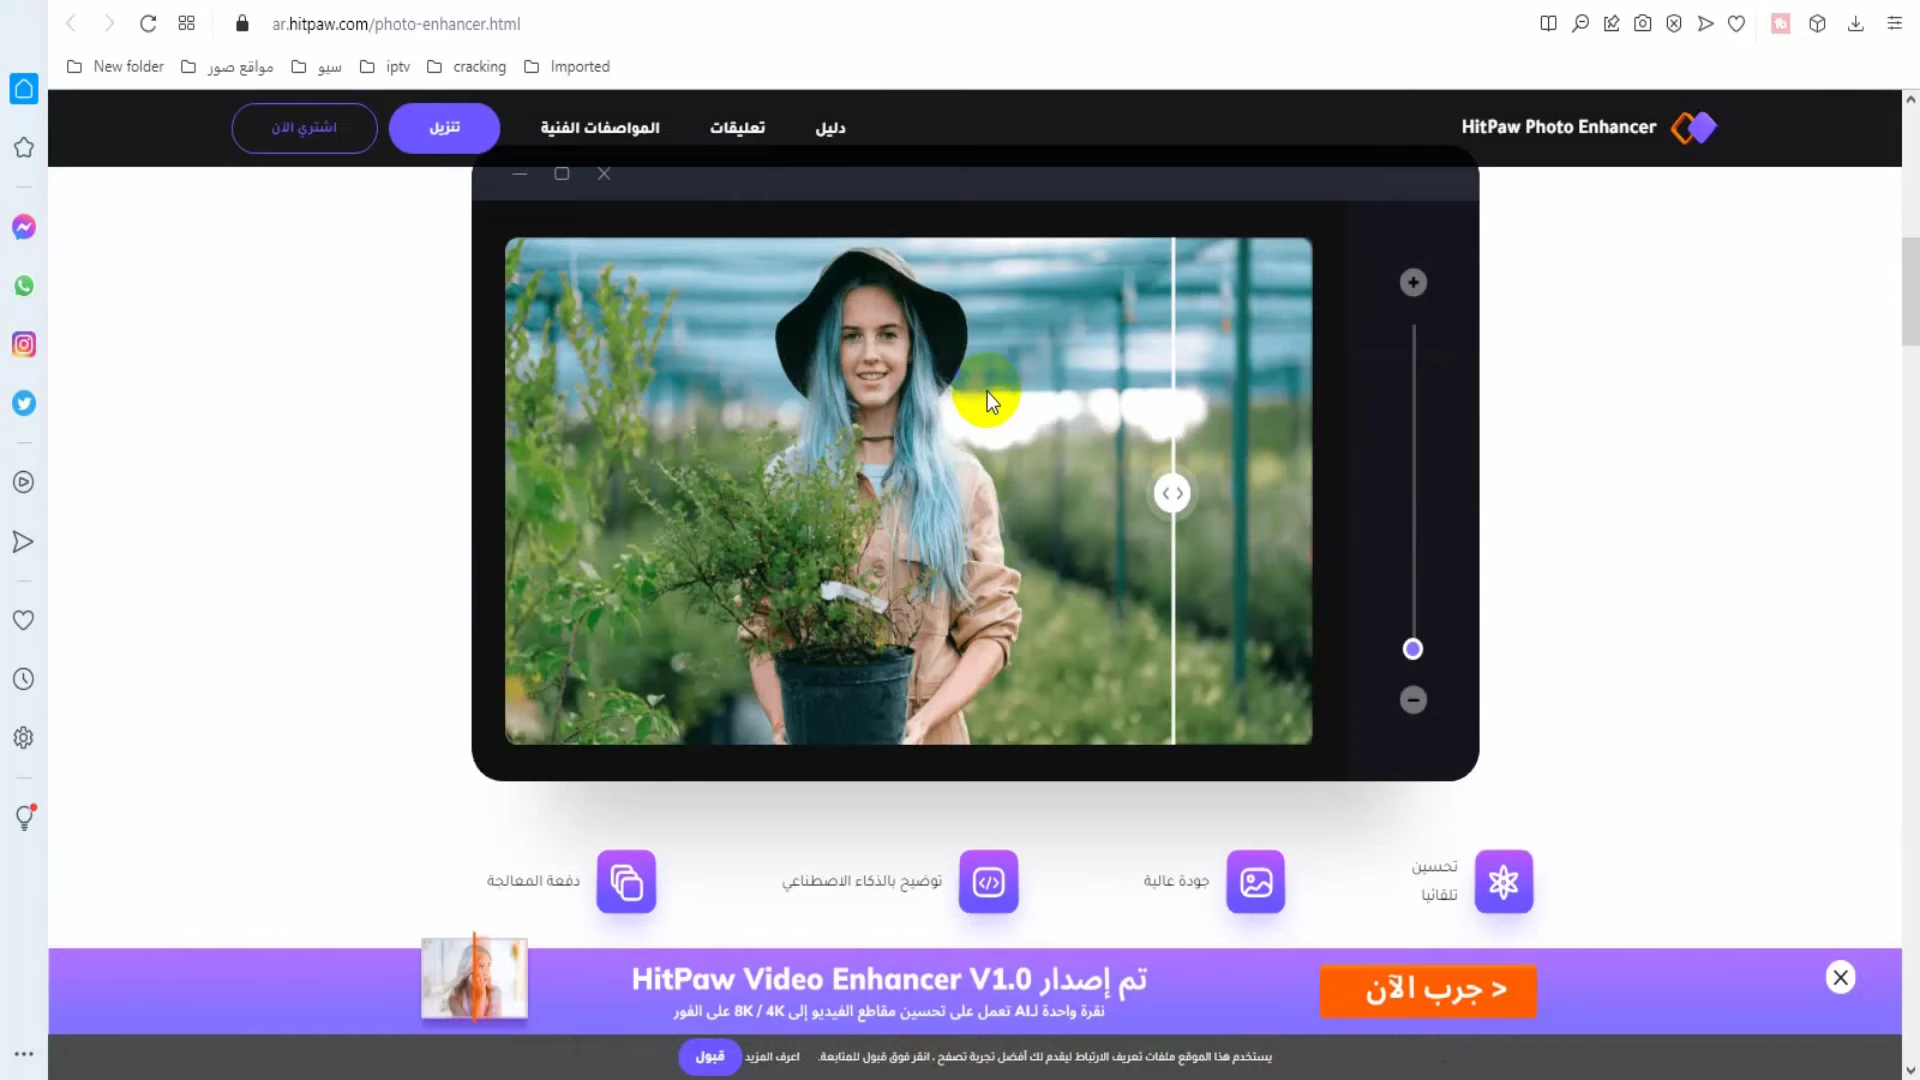 ar.hitpaw.com/photo-enhancer.html
New folder
مواقع صور
سيو
iptv
cracking
Imported
HitPaw Photo Enhancer
دليل
تعليقات
المواصفات الفنية
تنزيل
اشتري الآن
تحسين
تلقائيا
جودة عالية
توضيح بالذكاء الاصطناعي
دفعة المعالجة
تم إصدار HitPaw Video Enhancer V1.0
نقرة واحدة لـAI تعمل على تحسين مقاطع الفيديو إلى 8K / 4K على الفور
جرب الآن >
يستخدم هذا الموقع ملفات تعريف الارتباط ليقدم لك أفضل تجربة تصفح . انقر فوق قبول للمتابعة.
اعرف المزيد
قبول